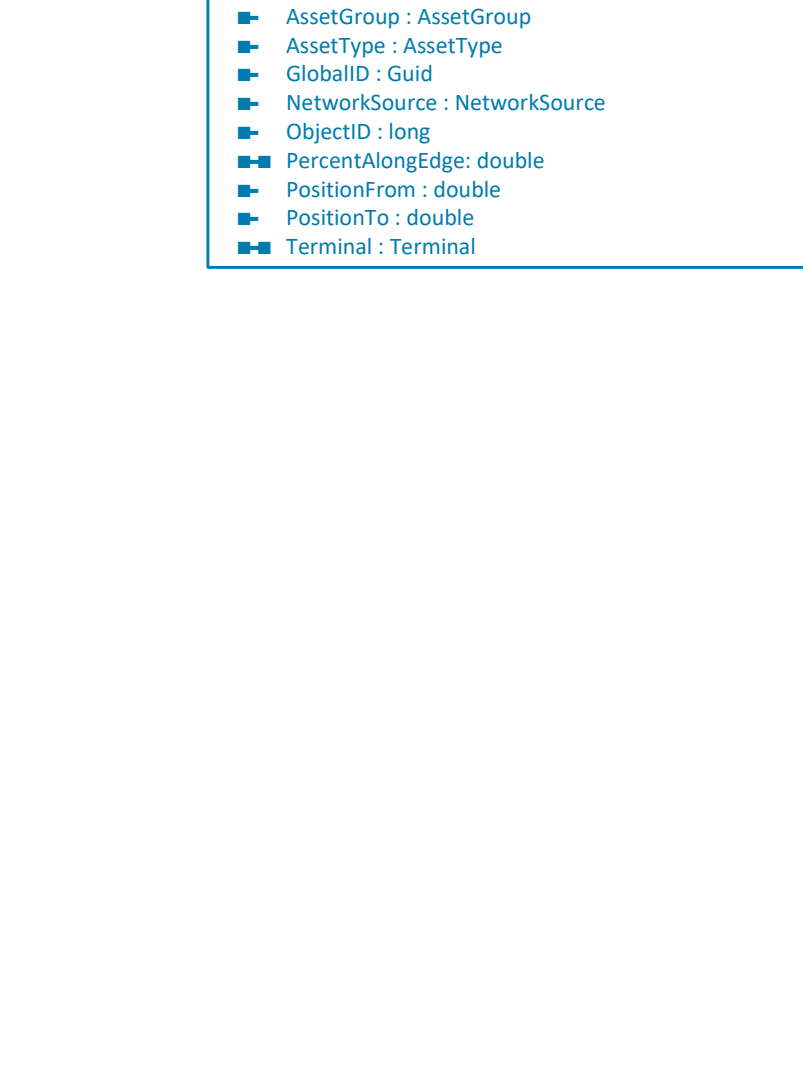 AssetGroup : AssetGroup
AssetType : AssetType
GlobalID : Guid
NetworkSource : NetworkSource
ObjectID : long
PercentAlongEdge: double
PositionFrom : double
PositionTo : double
Terminal : Terminal